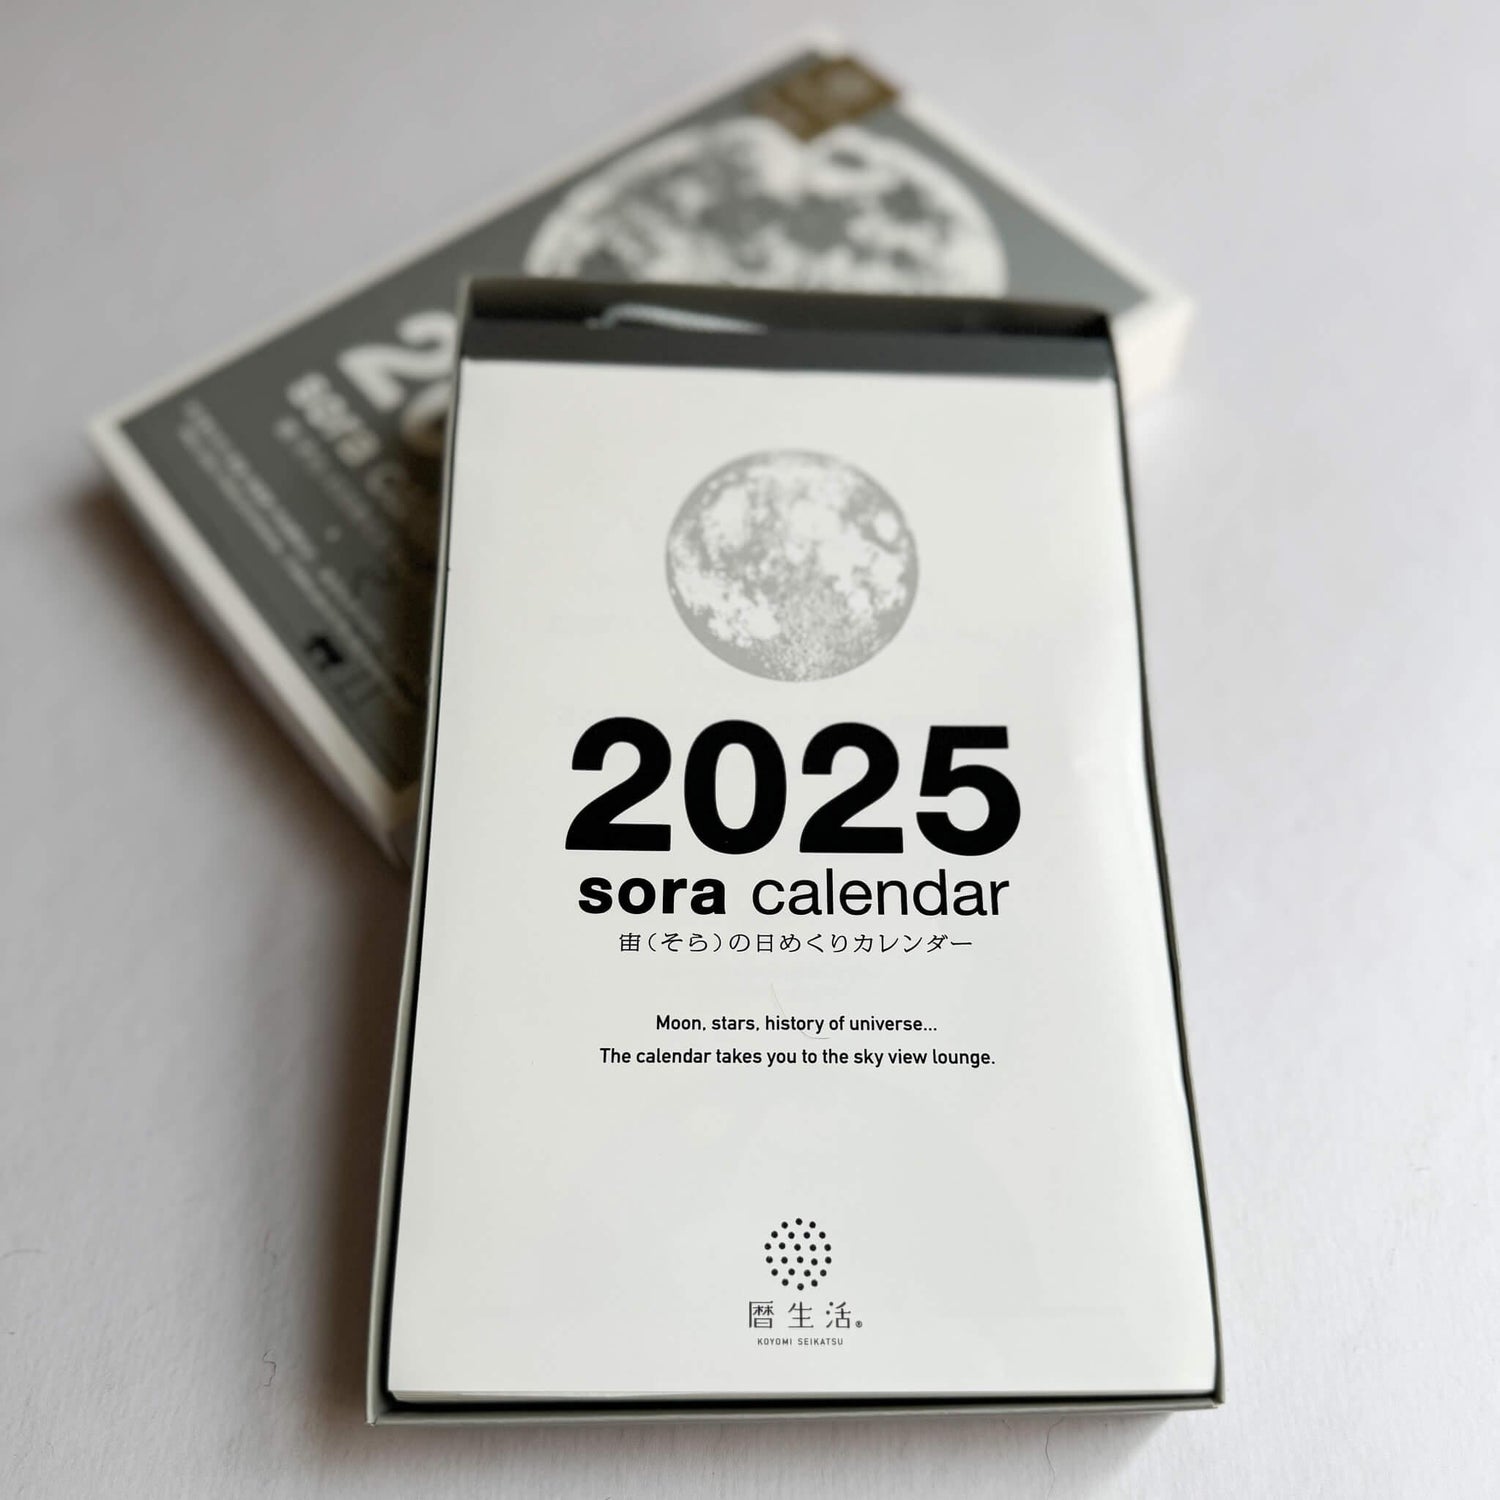 2025
sora calendar
宙(そら)の日めくりカレンダー
Moon, stars, history of universe...
The calendar takes you to the sky view lounge.
暦生活®
KOYOMI SEIKATSU
2
sora c